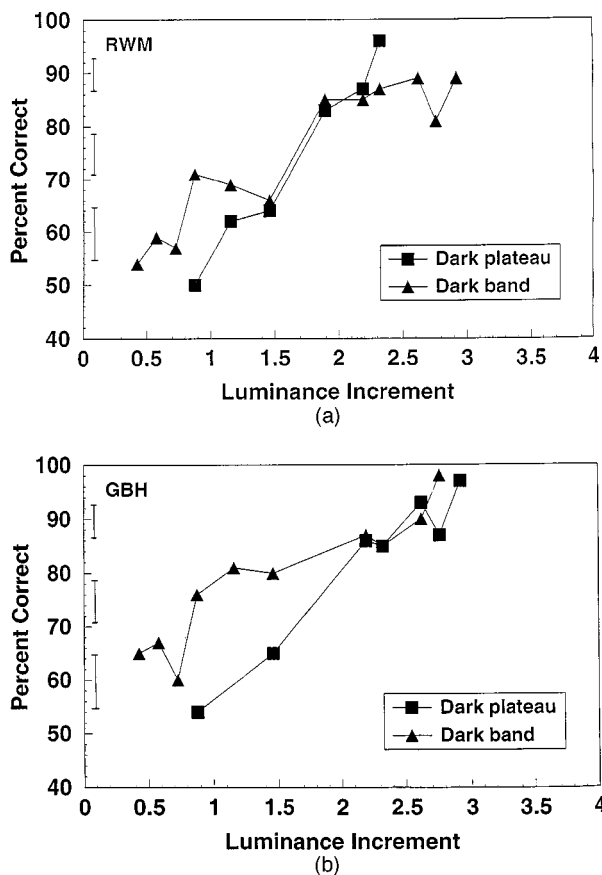 100
RWM
90
80
70
60
50
40
Percent Correct
Dark plateau
Dark band
0 0.5 1 1.5 2 2.5 3 3.5 4
Luminance Increment
(a)
100
GBH
90
80
70
60
50
40
Percent Correct
Dark plateau
Dark band
0 0.5 1 1.5 2 2.5 3 3.5 4
Luminance Increment
(b)